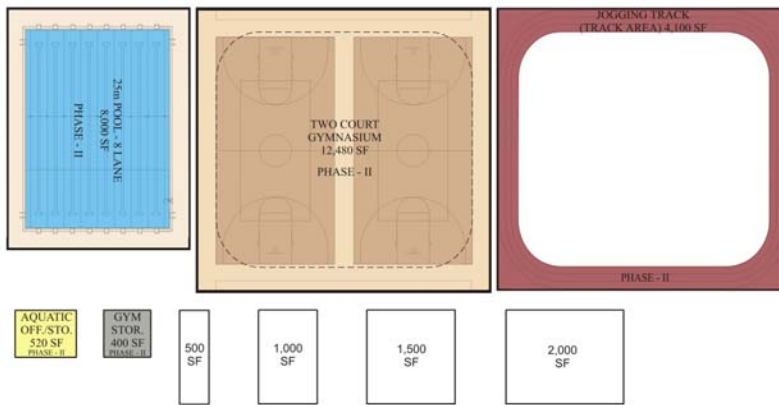 25m POOL - 8 LANE
8,000 SF
PHASE - II
TWO COURT
GYMNASIUM
12,480 SF
PHASE - II
JOGGING TRACK
(TRACK AREA) 4,100 SF
PHASE - II
AQUATIC
OFF./STO.
520 SF
PHASE - II
GYM
STOR.
400 SF
PHASE - II
500
SF
1,000
SF
1,500
SF
2,000
SF